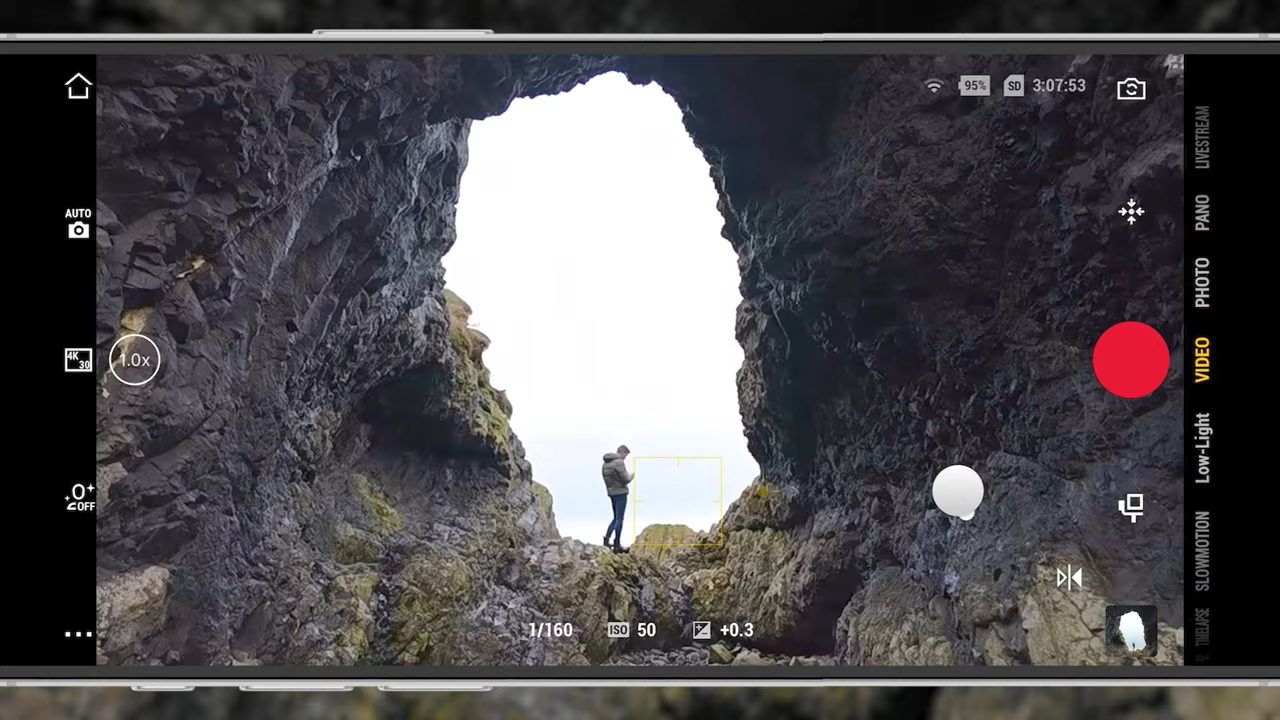 95%
SD
3:07:53
AUTO
4K
30
1.0x
OFF
1/160
ISO
50
+0.3
LIVESTREAM
PANO
PHOTO
VIDEO
Low-Light
SLOWMOTION
TIMELAPSE